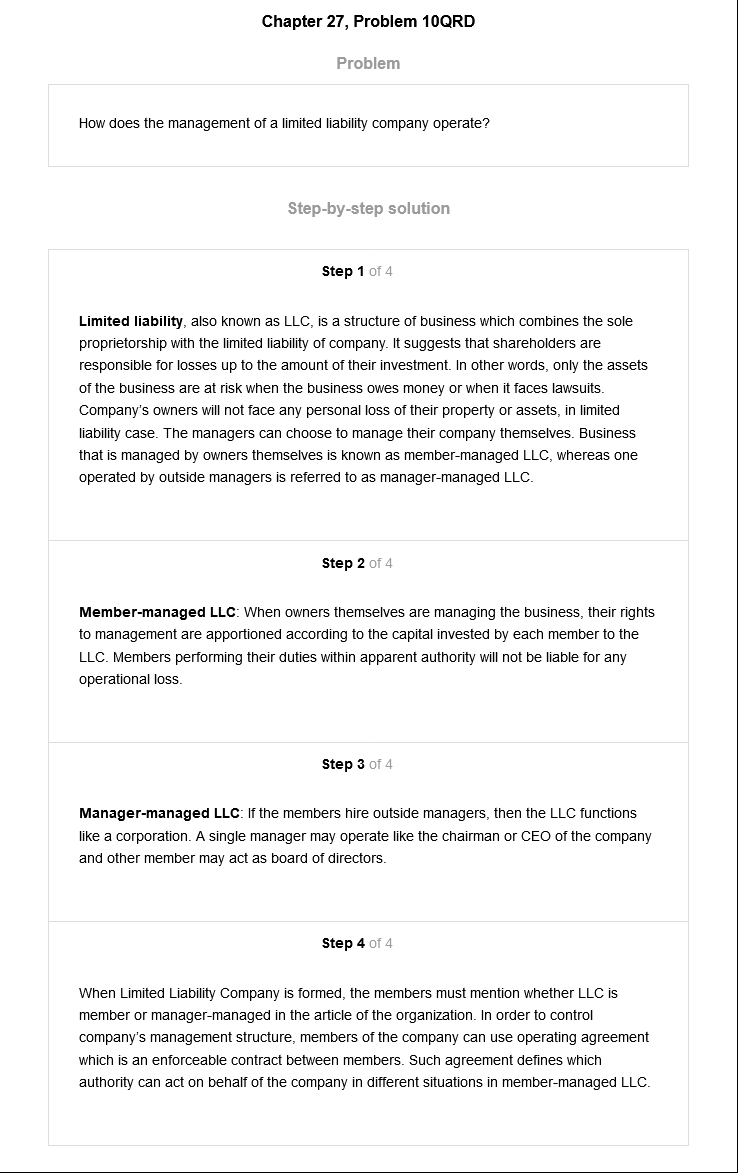 Chapter 27, Problem 10QRD
Problem
How does the management of a limited liability company operate?
Step-by-step solution
Step 1 of 4
Limited liability, also known as LLC, is a structure of business which combines the sole
proprietorship with the limited liability of company. It suggests that shareholders are
responsible for losses up to the amount of their investment. In other words, only the assets
of the business are at risk when the business owes money or when it faces lawsuits.
Company's owners will not face any personal loss of their property or assets, in limited
liability case. The managers can choose to manage their company themselves. Business
that is managed by owners themselves is known as member-managed LLC, whereas one
operated by outside managers is referred to as manager-managed LLC.
Step 2 of 4
Member-managed LLC: When owners themselves are managing the business, their rights
to management are apportioned according to the capital invested by each member to the
LLC. Members performing their duties within apparent authority will not be liable for any
operational loss.
Step 3 of 4
Manager-managed LLC: If the members hire outside managers, then the LLC functions
like a corporation. A single manager may operate like the chairman or CEO of the company
and other member may act as board of directors.
Step 4 of 4
When Limited Liability Company is formed, the members must mention whether LLC is
member or manager-managed in the article of the organization. In order to control
company's management structure, members of the company can use operating agreement
which is an enforceable contract between members. Such agreement defines which
authority can act on behalf of the company in different situations in member-managed LLC.